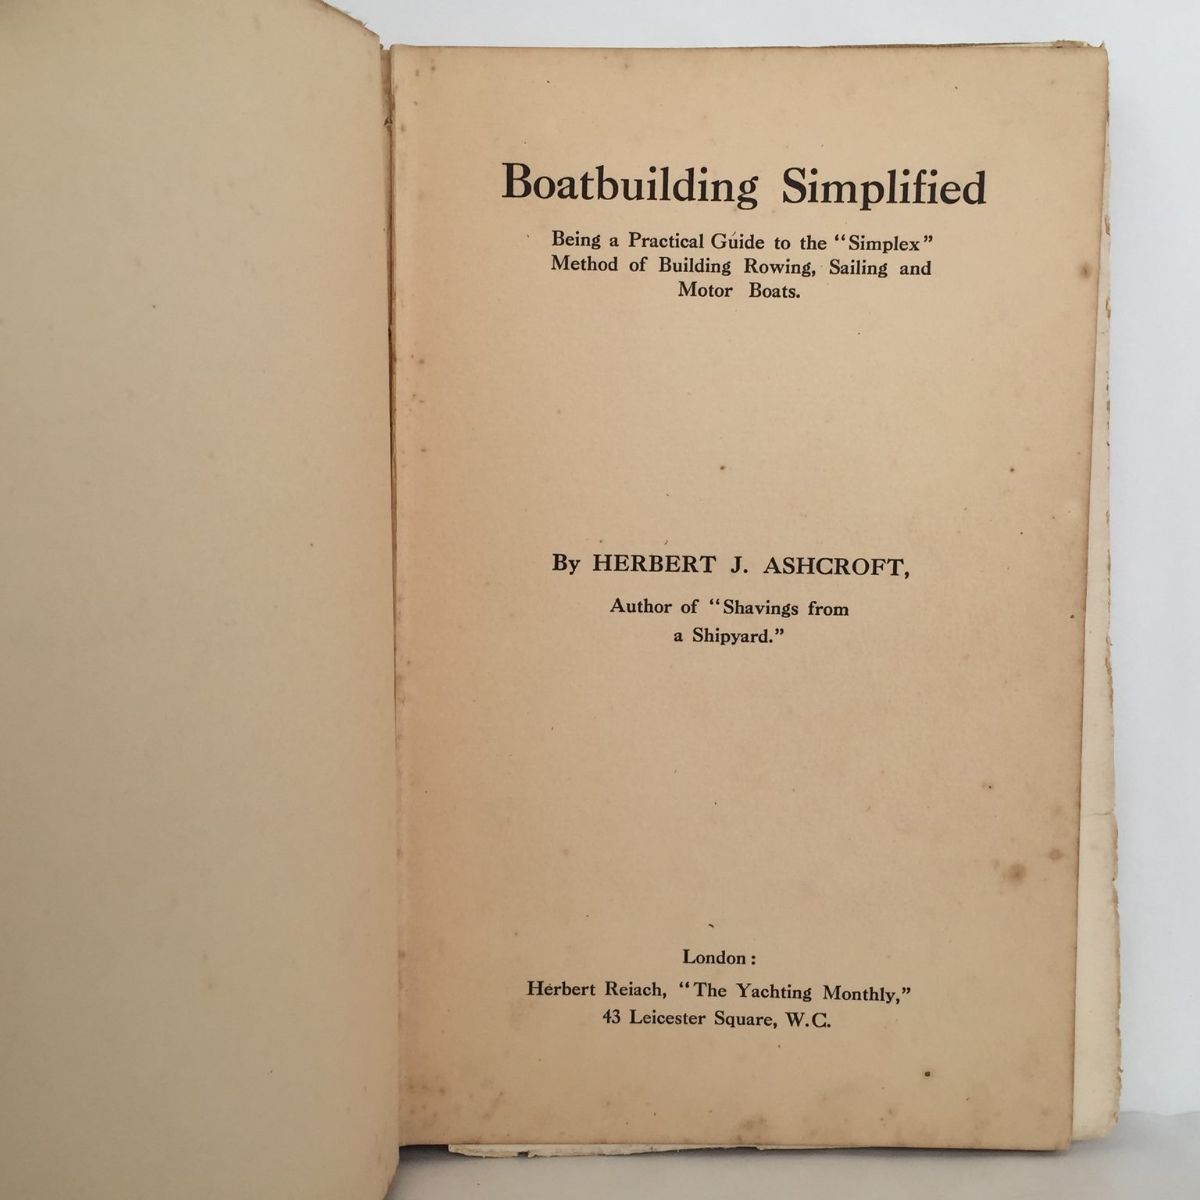 Boatbuilding Simplified
Being a Practical Guide to the “Simplex”
Method of Building Rowing, Sailing and
Motor Boats.
By HERBERT J. ASHCROFT,
Author of “Shavings from
a Shipyard.”
London:
Herbert Reiach, “The Yachting Monthly,”
43 Leicester Square, W.C.